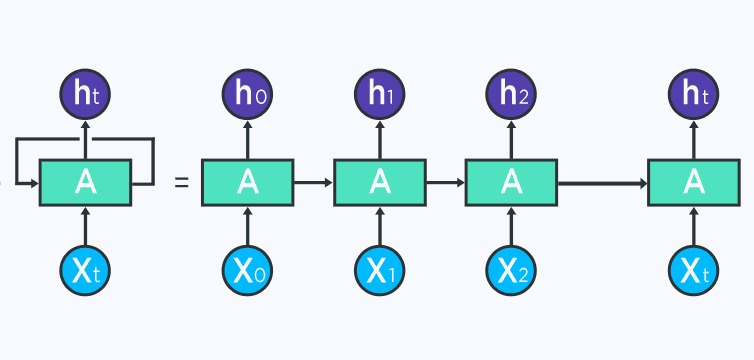 ht h0 h1 h2 ht
A = A A A A
Xt X0 X1 X2 Xt